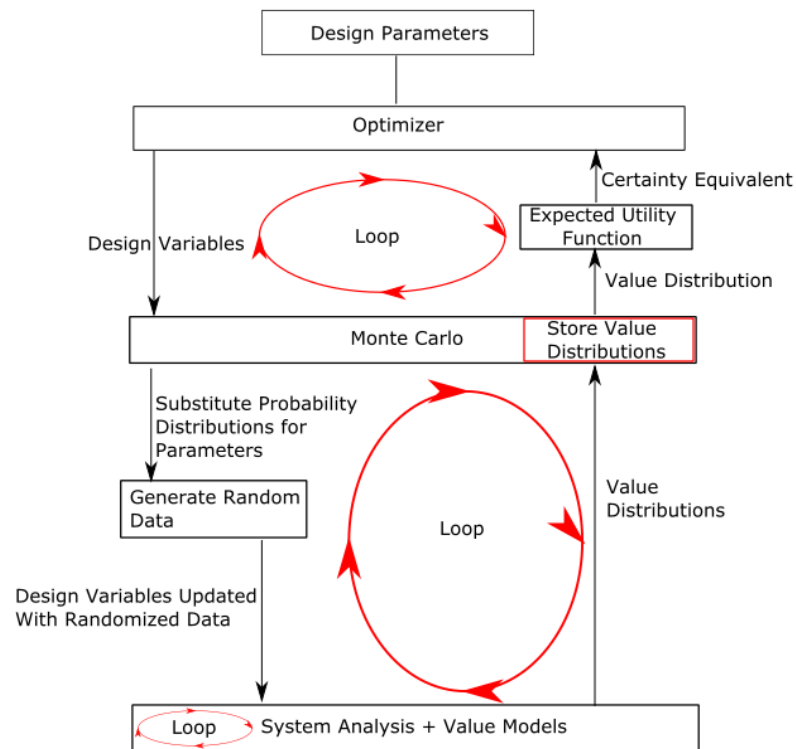 Design Parameters
Optimizer
Certainty Equivalent
Expected Utility
Function
Loop
Design Variables
Value Distribution
Monte Carlo
Store Value
Distributions
Substitute Probability
Distributions for
Parameters
Generate Random
Data
Value
Distributions
Loop
Design Variables Updated
With Randomized Data
Loop
System Analysis + Value Models